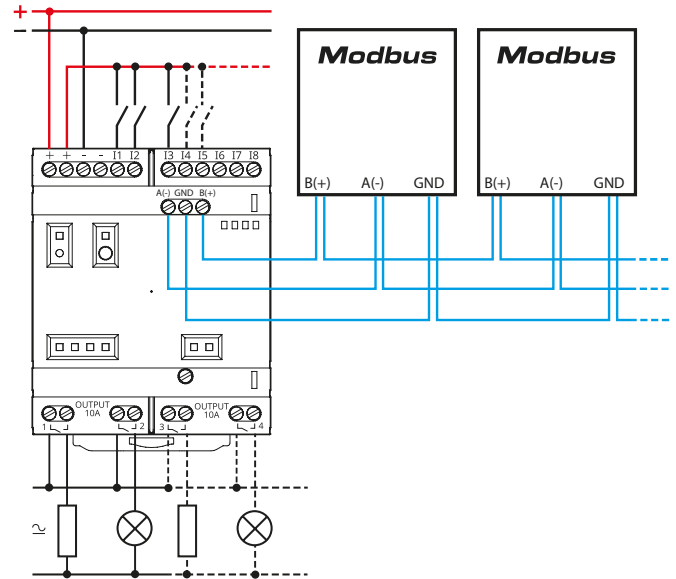 +
–
Modbus Modbus
+ + - - I1 I2 I3 I4 I5 I6 I7 I8
B(+) A(-) GND B(+) A(-) GND
A(-) GND B(+)
OUTPUT 10A OUTPUT 10A
1 2 3 4